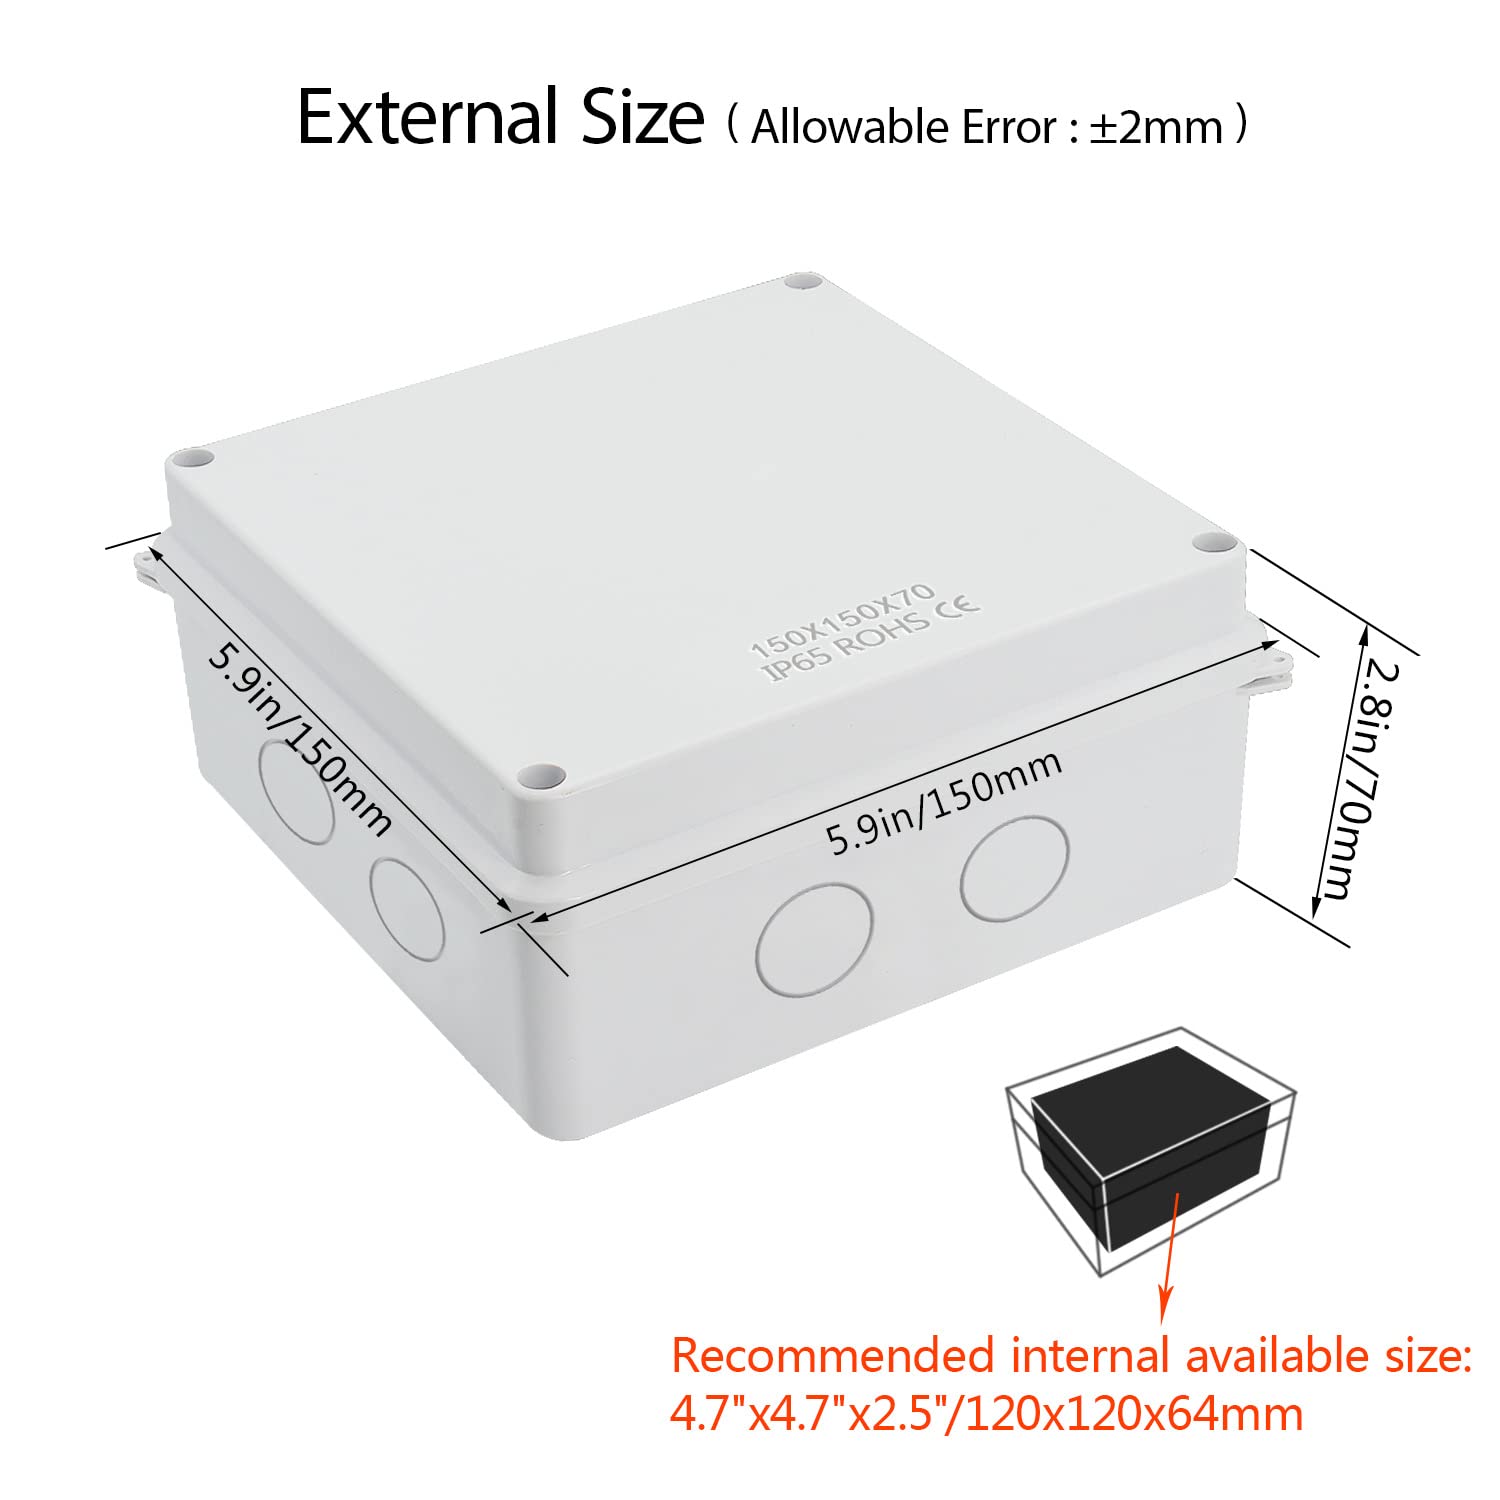 External Size ( Allowable Error : ±2mm )
150X150X70
IP65 ROHS CE
5.9in/150mm
5.9in/150mm
2.8in/70mm
Recommended internal available size:
4.7"x4.7"x2.5"/120x120x64mm